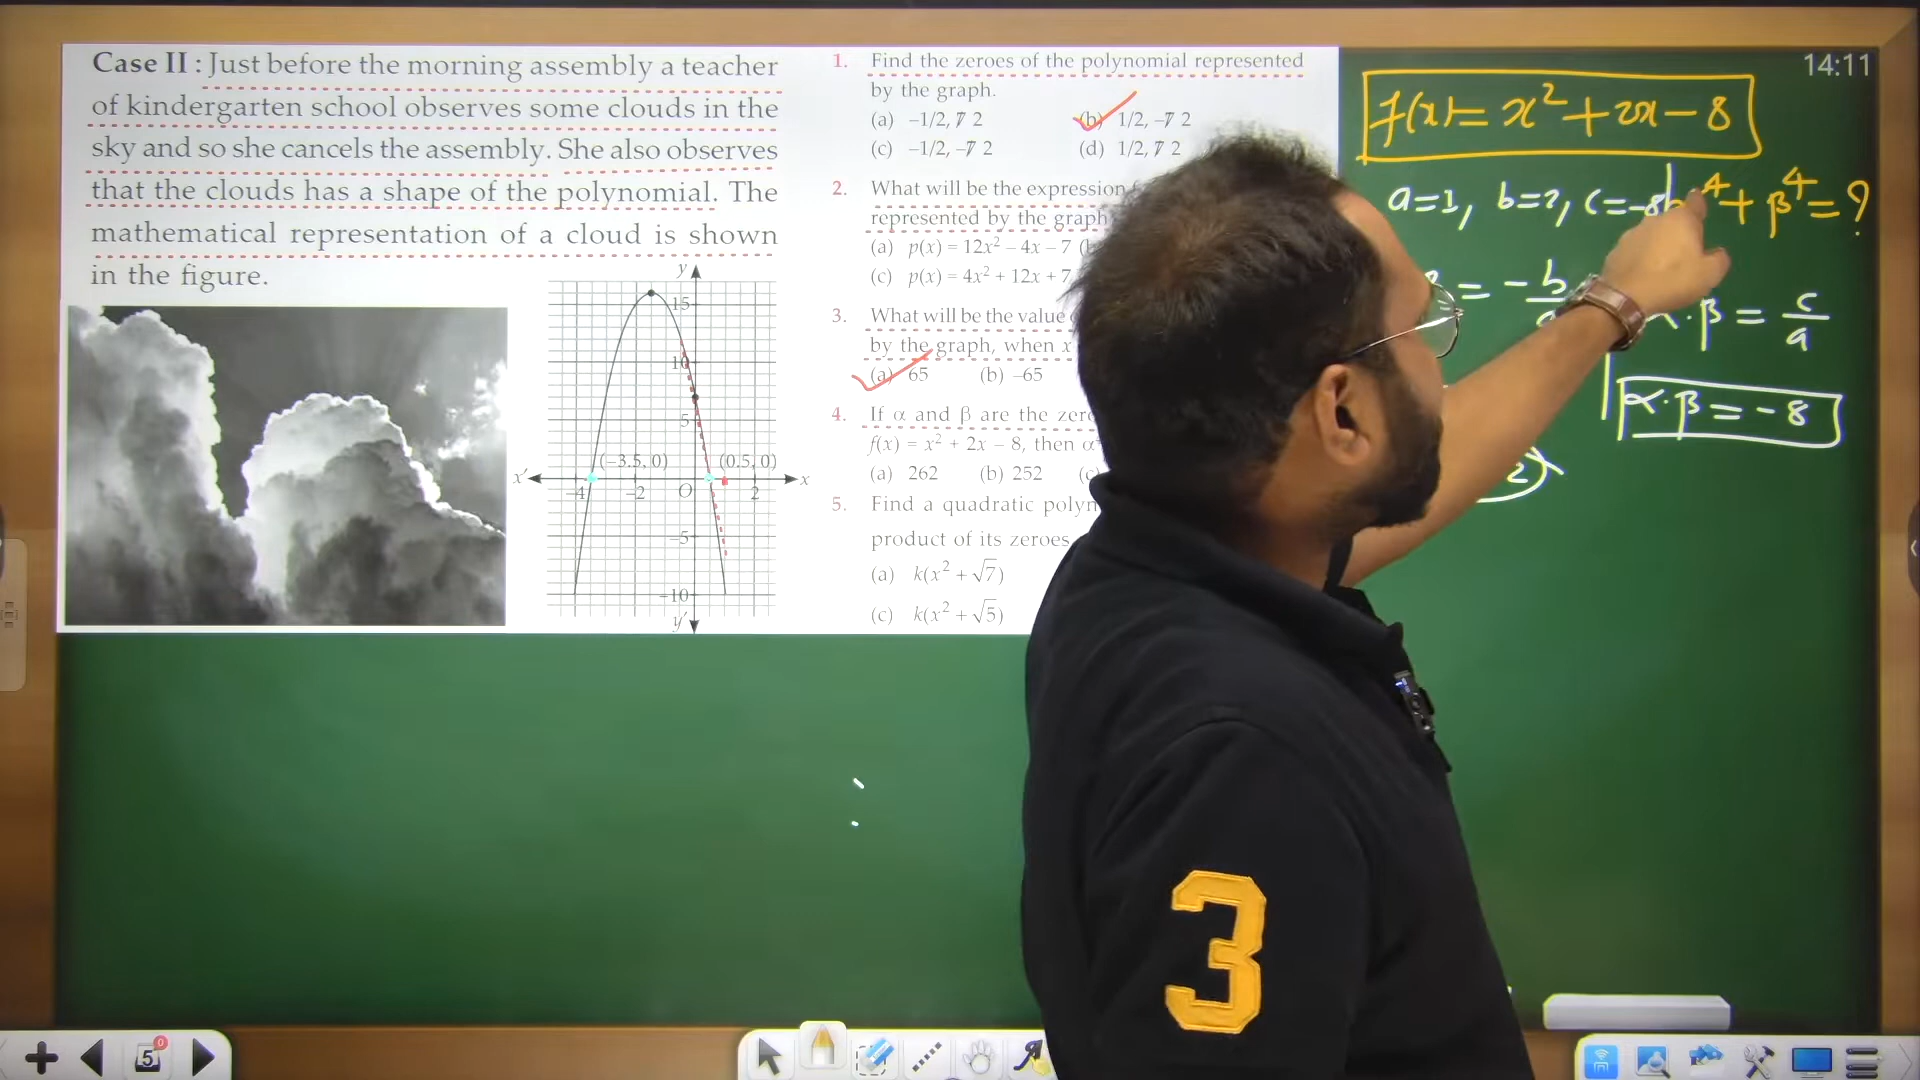 Case II : Just before the morning assembly a teacher
of kindergarten school observes some clouds in the
sky and so she cancels the assembly. She also observes
that the clouds has a shape of the polynomial. The
mathematical representation of a cloud is shown
in the figure.
y
15
10
5
(−3.5, 0) (0.5, 0)
x′ −4 −2 O 2 x
−5
−10
y′
1. Find the zeroes of the polynomial represented
by the graph.
(a) −1/2, 7 2 (b) 1/2, −7 2
(c) −1/2, −7 2 (d) 1/2, 7 2
2. What will be the expression
represented by the graph
(a) p(x) = 12x² − 4x − 7
(c) p(x) = 4x² + 12x + 7
3. What will be the value
by the graph, when x
(a) 65 (b) −65
4. If α and β are the
f(x) = x² + 2x − 8, then
(a) 262 (b) 252
5. Find a quadratic
product of its zeroes
(a) k(x² + √7)
(c) k(x² + √5)
14:11
f(x) = x² + 2x − 8
a=1, b=2, c=−8
⁴ + β⁴ = ?
= −b
·β = c/a
α·β = −8
2)
3
5
0